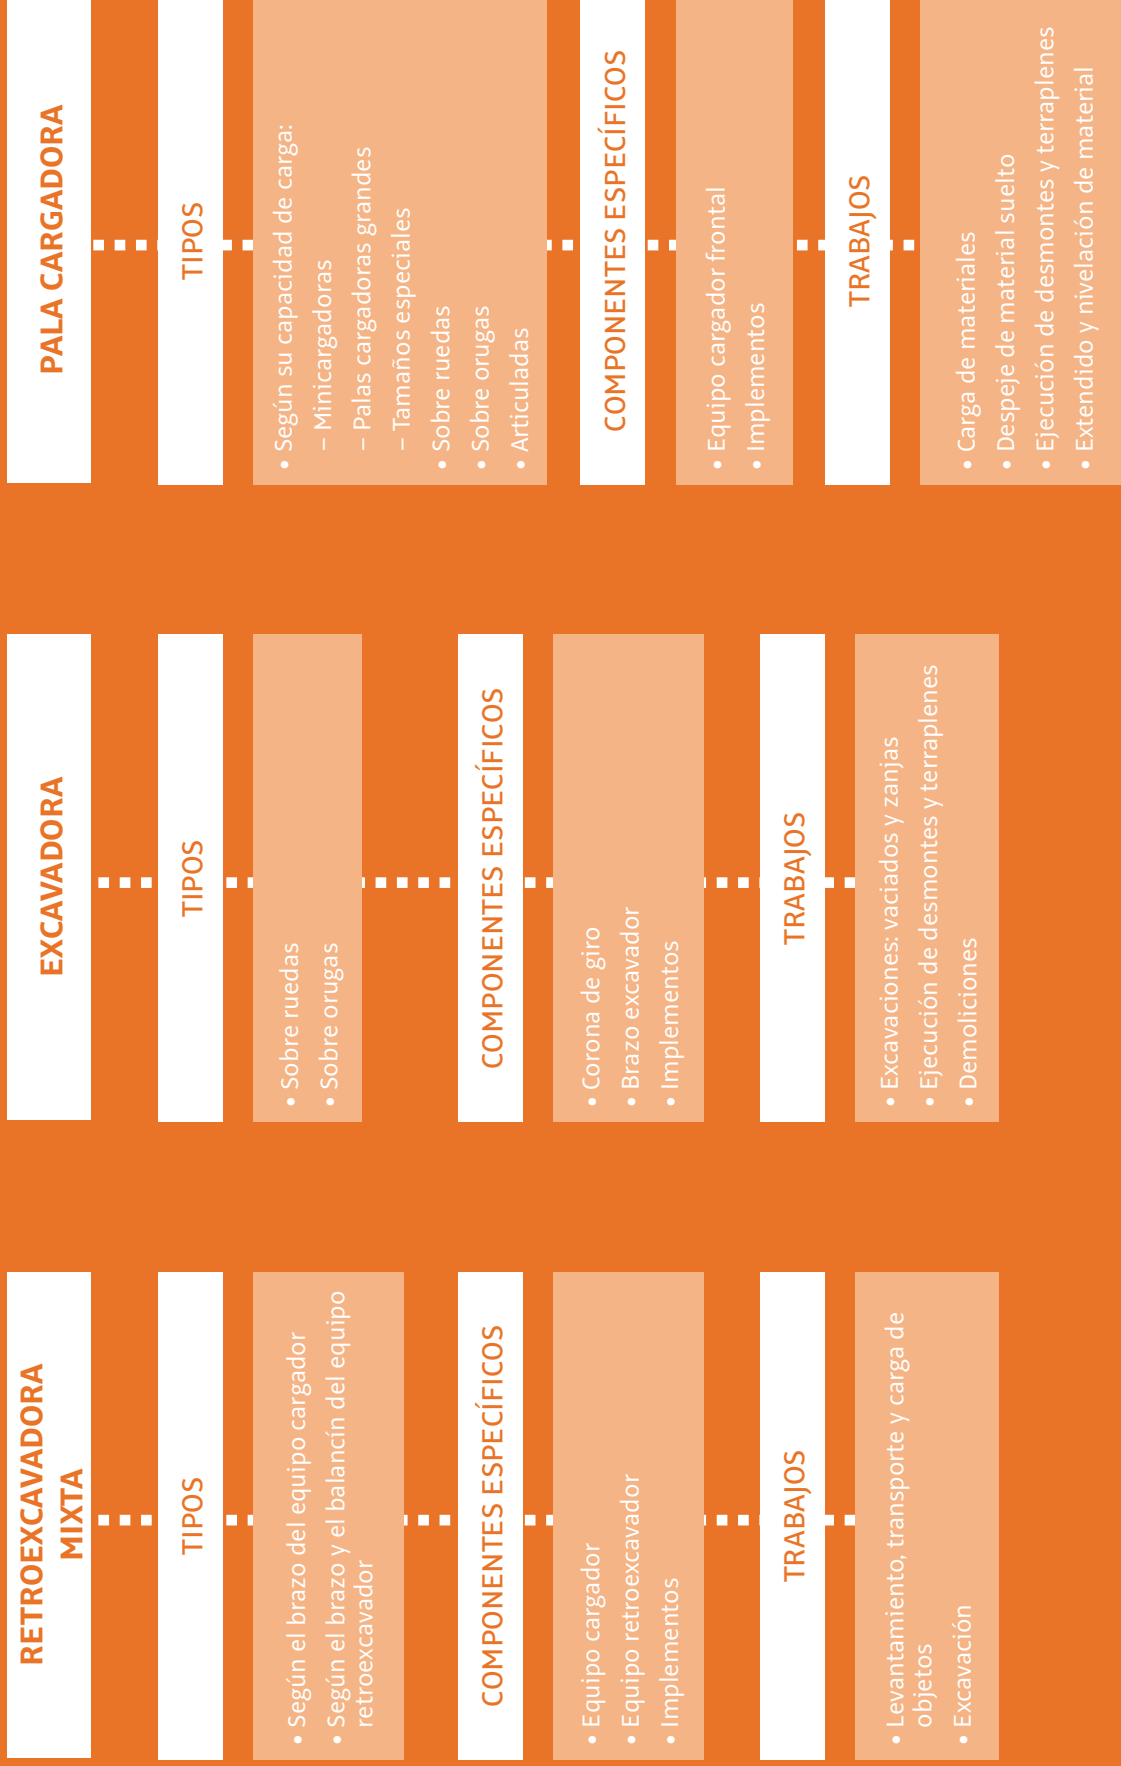 RETROEXCAVADORA
MIXTA
TIPOS
• Según el brazo del equipo cargador
• Según el brazo y el balancín del equipo
retroexcavador
COMPONENTES ESPECÍFICOS
• Equipo cargador
• Equipo retroexcavador
• Implementos
TRABAJOS
• Levantamiento, transporte y carga de
objetos
• Excavación
EXCAVADORA
TIPOS
• Sobre ruedas
• Sobre orugas
COMPONENTES ESPECÍFICOS
• Corona de giro
• Brazo excavador
• Implementos
TRABAJOS
• Excavaciones: vaciados y zanjas
• Ejecución de desmontes y terraplenes
• Demoliciones
PALA CARGADORA
TIPOS
• Según su capacidad de carga:
– Minicargadoras
– Palas cargadoras grandes
– Tamaños especiales
• Sobre ruedas
• Sobre orugas
• Articuladas
COMPONENTES ESPECÍFICOS
• Equipo cargador frontal
• Implementos
TRABAJOS
• Carga de materiales
• Despeje de material suelto
• Ejecución de desmontes y terraplenes
• Extendido y nivelación de material